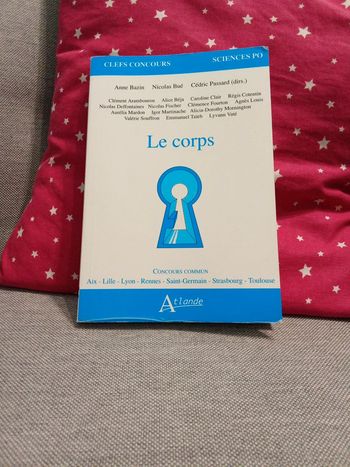 CLEFS CONCOURS SCIENCES PO
Anne Bazin Nicolas Bué Cédric Passard (dirs.)
Clément Arambourou Alice Béja Caroline Clair Régis Cotentin
Nicolas Deffontaines Nicolas Fischer Clémence Fourton Agnès Louis
Aurélia Mardon Igor Martinache Alicia-Dorothy Mornington
Valérie Souffron Emmanuel Taïeb Lyvann Vaté
Le corps
CONCOURS COMMUN
Aix - Lille - Lyon - Rennes - Saint-Germain - Strasbourg - Toulouse
Atlande